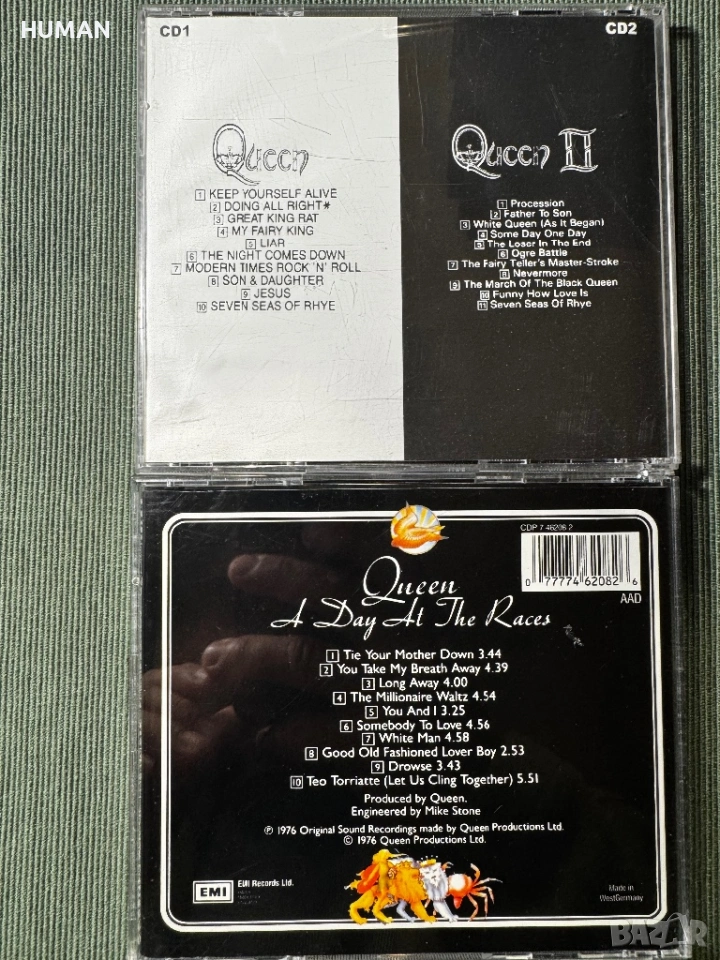 HUMAN
CD1
Queen
1 KEEP YOURSELF ALIVE
2 DOING ALL RIGHT*
3 GREAT KING RAT
4 MY FAIRY KING
5 LIAR
6 THE NIGHT COMES DOWN
7 MODERN TIMES ROCK 'N' ROLL
8 SON & DAUGHTER
9 JESUS
10 SEVEN SEAS OF RHYE
CD2
Queen II
1 Procession
2 Father To Son
3 White Queen (As It Began)
4 Some Day One Day
5 The Loser In The End
6 Ogre Battle
7 The Fairy Teller's Master-Stroke
8 Nevermore
9 The March Of The Black Queen
10 Funny How Love Is
11 Seven Seas Of Rhye
CDP 7 46208 2
0 77774 62082 6
AAD
Queen
A Day At The Races
1 Tie Your Mother Down 3.44
2 You Take My Breath Away 4.39
3 Long Away 4.00
4 The Millionaire Waltz 4.54
5 You And I 3.25
6 Somebody To Love 4.56
7 White Man 4.58
8 Good Old Fashioned Lover Boy 2.53
9 Drowse 3.43
10 Teo Torriatte (Let Us Cling Together) 5.51
Produced by Queen.
Engineered by Mike Stone
℗ 1976 Original Sound Recordings made by Queen Productions Ltd.
© 1976 Queen Productions Ltd.
EMI
EMI Records Ltd.
Made in
WestGermany
BAZAR